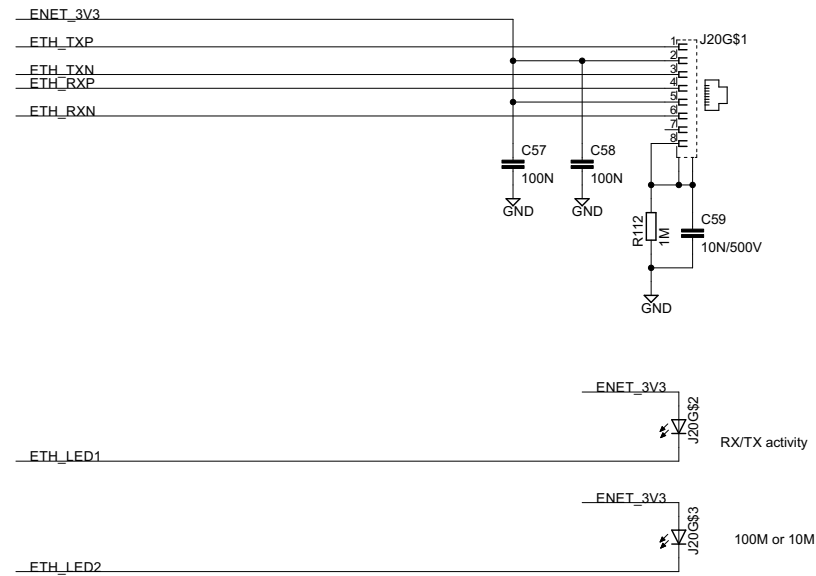 ENET_3V3
ETH_TXP
ETH_TXN
ETH_RXP
ETH_RXN
1
2
3
4
5
6
7
8
J20G$1
C57
100N
GND
C58
100N
GND
R112
1M
C59
10N/500V
GND
ENET_3V3
J20G$2
RX/TX activity
ETH_LED1
ENET_3V3
J20G$3
100M or 10M
ETH_LED2